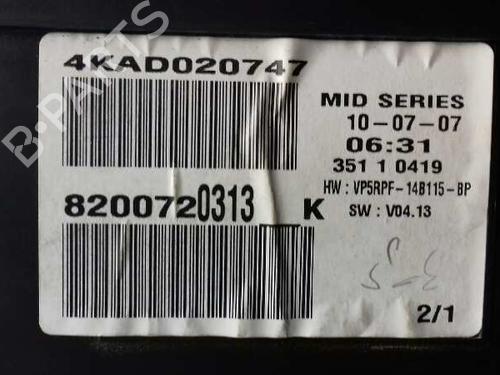 4KAD020747
MID SERIES
10-07-07
06:31
351 1 0419
HW : VP5RPF-14B115-BP
SW : V04.13
8200720313__K
2/1
B-PARTS